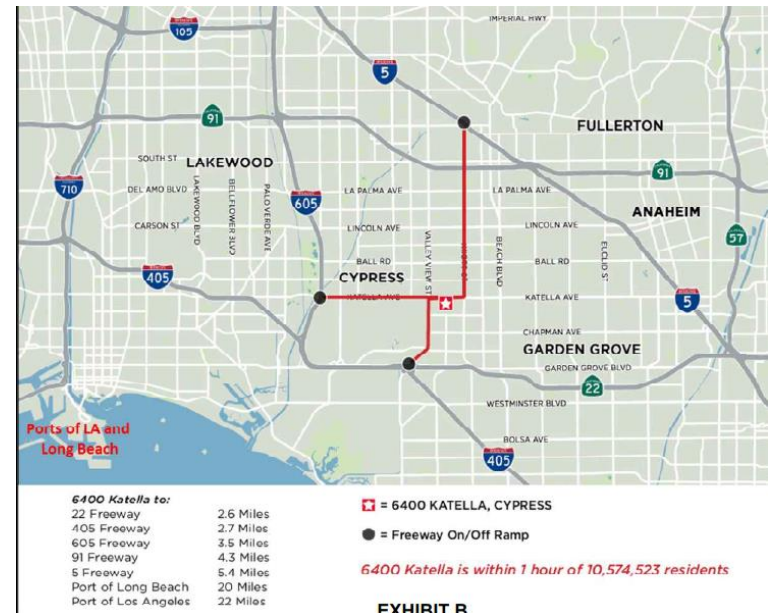 IMPERIAL HWY
105
5
91
FULLERTON
SOUTH ST
LAKEWOOD
710
DEL AMO BLVD
LAKEWOOD BLVD
BELLFLOWER BLVD
PALO VERDE AVE
605
LA PALMA AVE
LA PALMA AVE
91
ANAHEIM
CARSON ST
LINCOLN AVE
LINCOLN AVE
57
VALLEY VIEW ST
BEACH BLVD
EUCLID ST
BALL RD
BALL RD
405
CYPRESS
KATELLA AVE
KATELLA AVE
5
CHAPMAN AVE
GARDEN GROVE
GARDEN GROVE BLVD
22
WESTMINSTER BLVD
Ports of LA and
Long Beach
BOLSA AVE
405
6400 Katella to:
22 Freeway 2.6 Miles
405 Freeway 2.7 Miles
605 Freeway 3.5 Miles
91 Freeway 4.3 Miles
5 Freeway 5.4 Miles
Port of Long Beach 20 Miles
Port of Los Angeles 22 Miles
= 6400 KATELLA, CYPRESS
= Freeway On/Off Ramp
6400 Katella is within 1 hour of 10,574,523 residents
EXHIBIT B